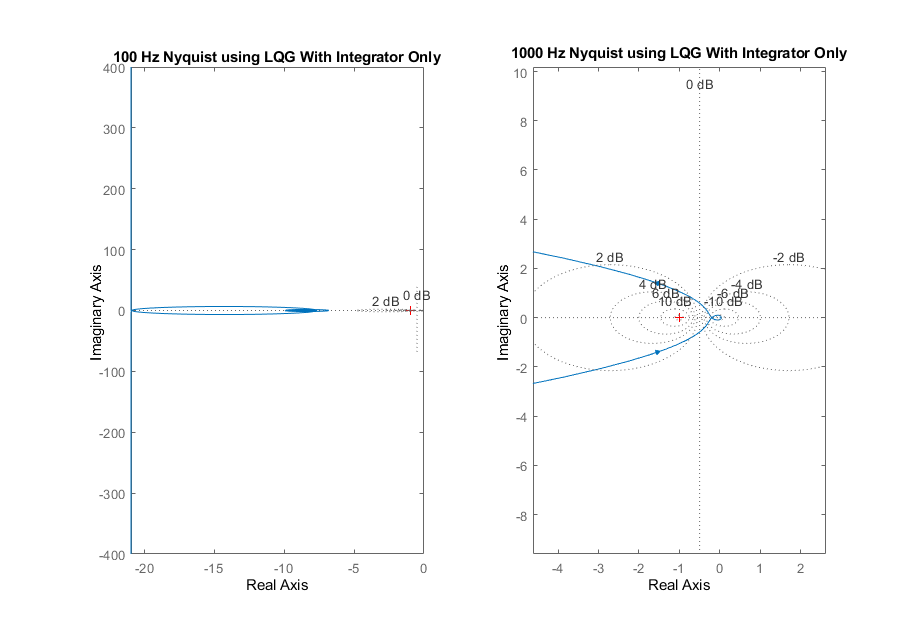 100 Hz Nyquist using LQG With Integrator Only
400
300
200
100
0
-100
-200
-300
-400
Imaginary Axis
2 dB
0 dB
-20
-15
-10
-5
0
Real Axis
1000 Hz Nyquist using LQG With Integrator Only
10
8
6
4
2
0
-2
-4
-6
-8
Imaginary Axis
0 dB
2 dB
-2 dB
4 dB
-4 dB
6 dB
-6 dB
10 dB
-10 dB
-4
-3
-2
-1
0
1
2
Real Axis